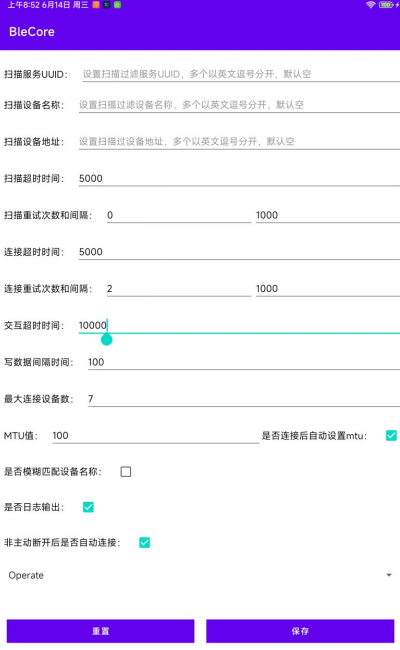 上午8:52 6月14日 周三
BleCore
扫描服务UUID: 设置扫描过滤服务UUID，多个以英文逗号分开，默认空
扫描设备名称: 设置扫描过滤设备名称，多个以英文逗号分开，默认空
扫描设备地址: 设置扫描过设备地址，多个以英文逗号分开，默认空
扫描超时时间: 5000
扫描重试次数和间隔: 0 1000
连接超时时间: 5000
连接重试次数和间隔: 2 1000
交互超时时间: 10000
写数据间隔时间: 100
最大连接设备数: 7
MTU值: 100 是否连接后自动设置mtu:
是否模糊匹配设备名称:
是否日志输出:
非主动断开后是否自动连接:
Operate
重置 保存